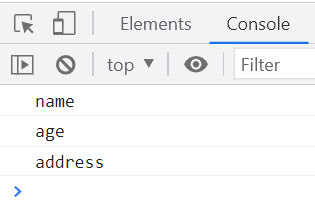 Elements Console
top Filter
name
age
address